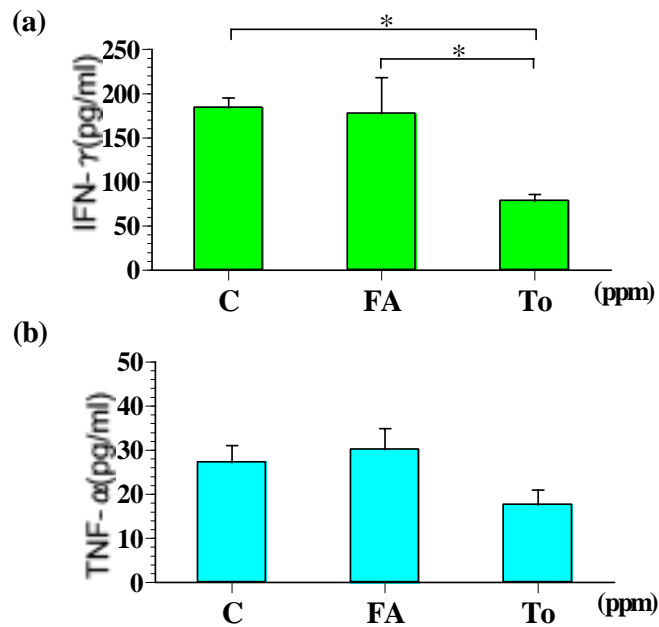 (a)
* 
*
IFN-γ(pg/ml)
250
200
150
100
50
0
C FA To (ppm)
(b)
TNF-α(pg/ml)
50
40
30
20
10
0
C FA To (ppm)